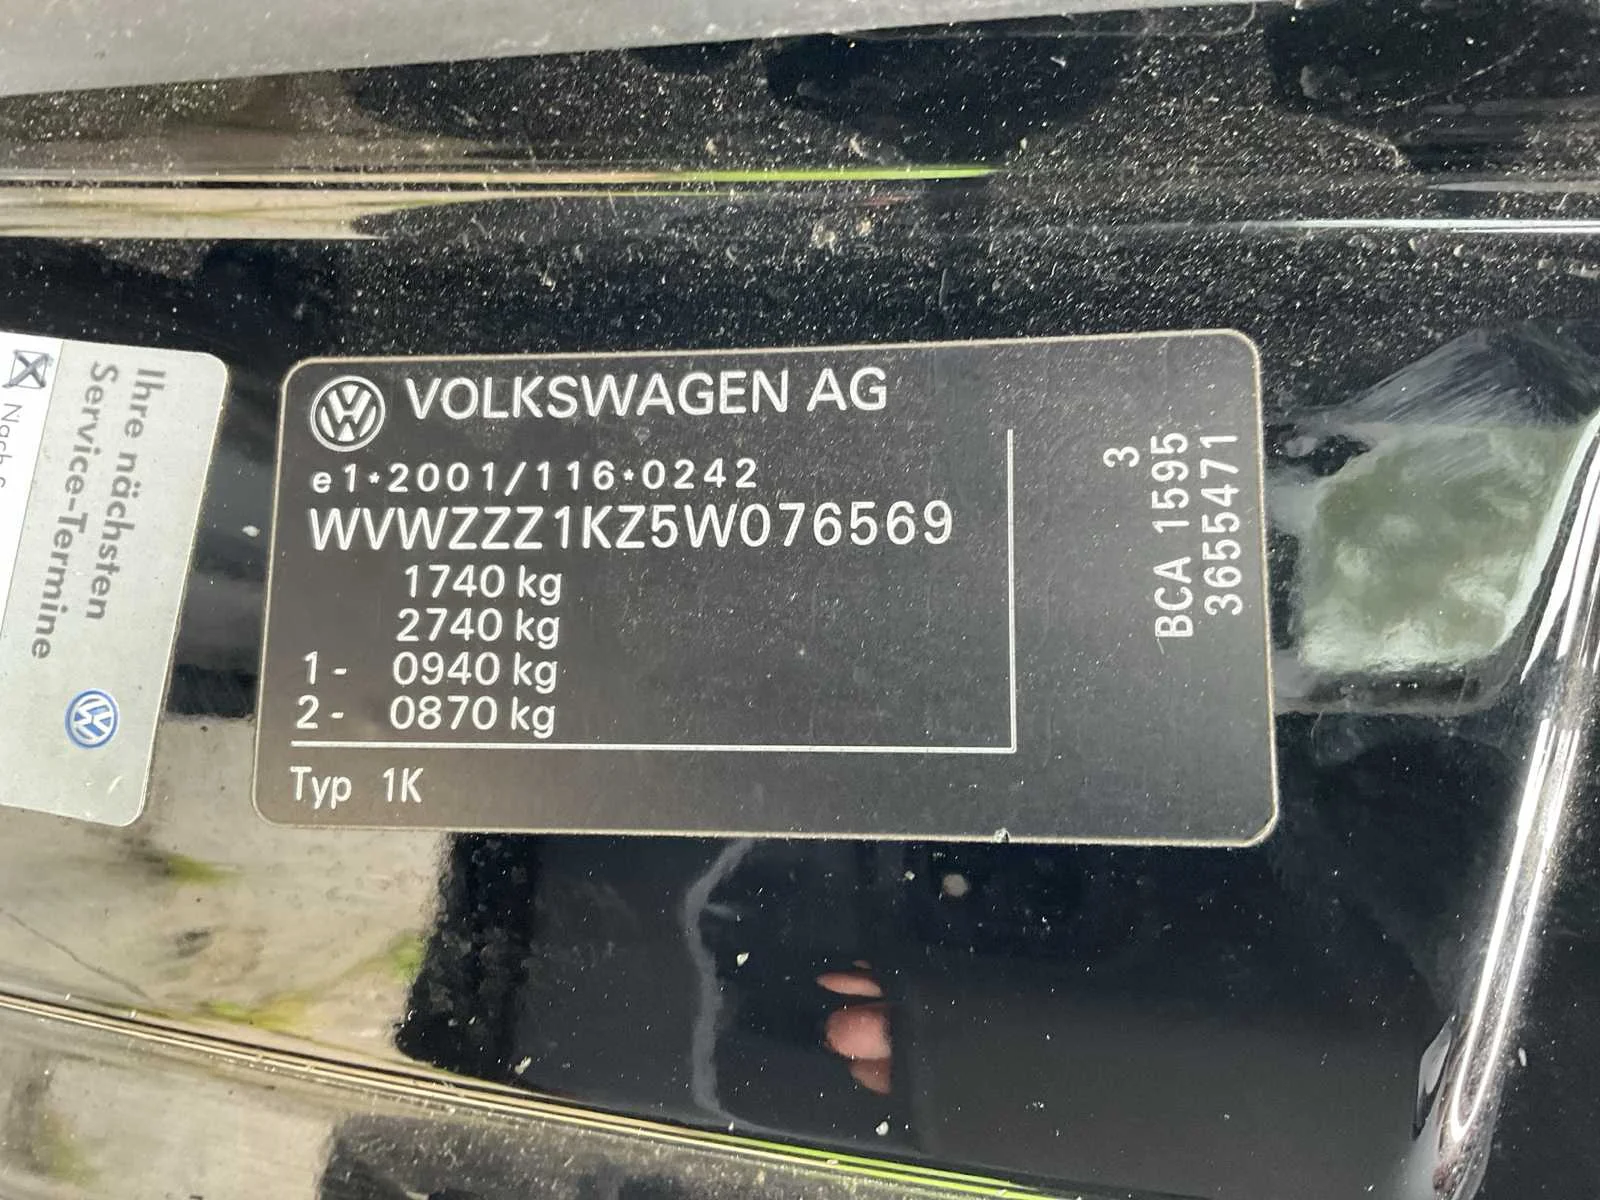 VOLKSWAGEN AG
e1*2001/116*0242
WVWZZZ1KZ5W076569
1740 kg
2740 kg
1- 0940 kg
2- 0870 kg
Typ 1K
3
BCA 1595
3655471
Ihre nächsten
Service-Termine